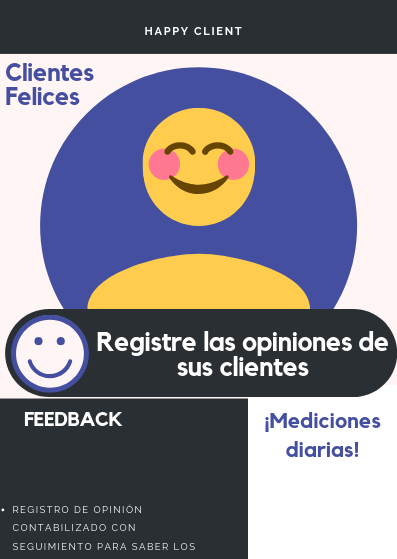 HAPPY CLIENT
Clientes
Felices
Registre las opiniones de
sus clientes
FEEDBACK
¡Mediciones
diarias!
• REGISTRO DE OPINIÓN
CONTABILIZADO CON
SEGUIMIENTO PARA SABER LOS